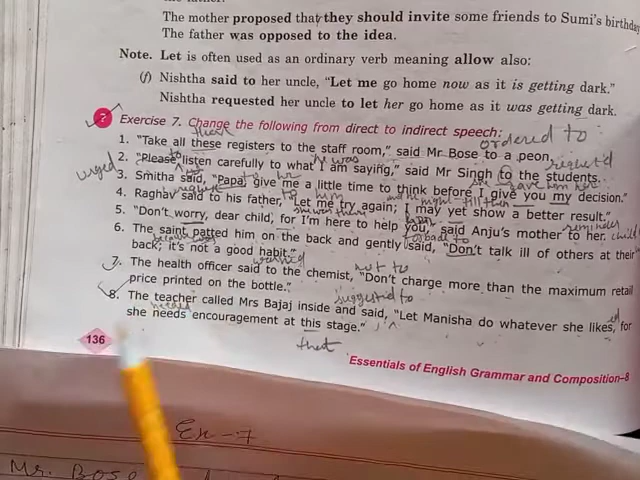 The mother proposed that they should invite some friends to Sumi's birthday
The father was opposed to the idea.
Note. Let is often used as an ordinary verb meaning allow also:
(f) Nishtha said to her uncle, "Let me go home now as it is getting dark."
Nishtha requested her uncle to let her go home as it was getting dark.
? Exercise 7. Change the following from direct to indirect speech:
ordered to
1. "Take all these registers to the staff room," said Mr Bose to a peon.
to he was
2. "Please listen carefully to what I am saying," said Mr Singh to the students.
urged
3. Smitha said, "Papa, give me a little time to think before I give you my decision."
4. Raghav said to his father, "Let me try again; I may yet show a better result."
5. "Don't worry, dear child, for I'm here to help you," said Anju's mother to her.
6. The saint patted him on the back and gently said, "Don't talk ill of others at their
back; it's not a good habit."
warned not to
7. The health officer said to the chemist, "Don't charge more than the maximum retail
price printed on the bottle."
suggested to
8. The teacher called Mrs Bajaj inside and said, "Let Manisha do whatever she likes, for
she needs encouragement at this stage."
that
136
Essentials of English Grammar and Composition–8
Ex-7
Mr. Bose